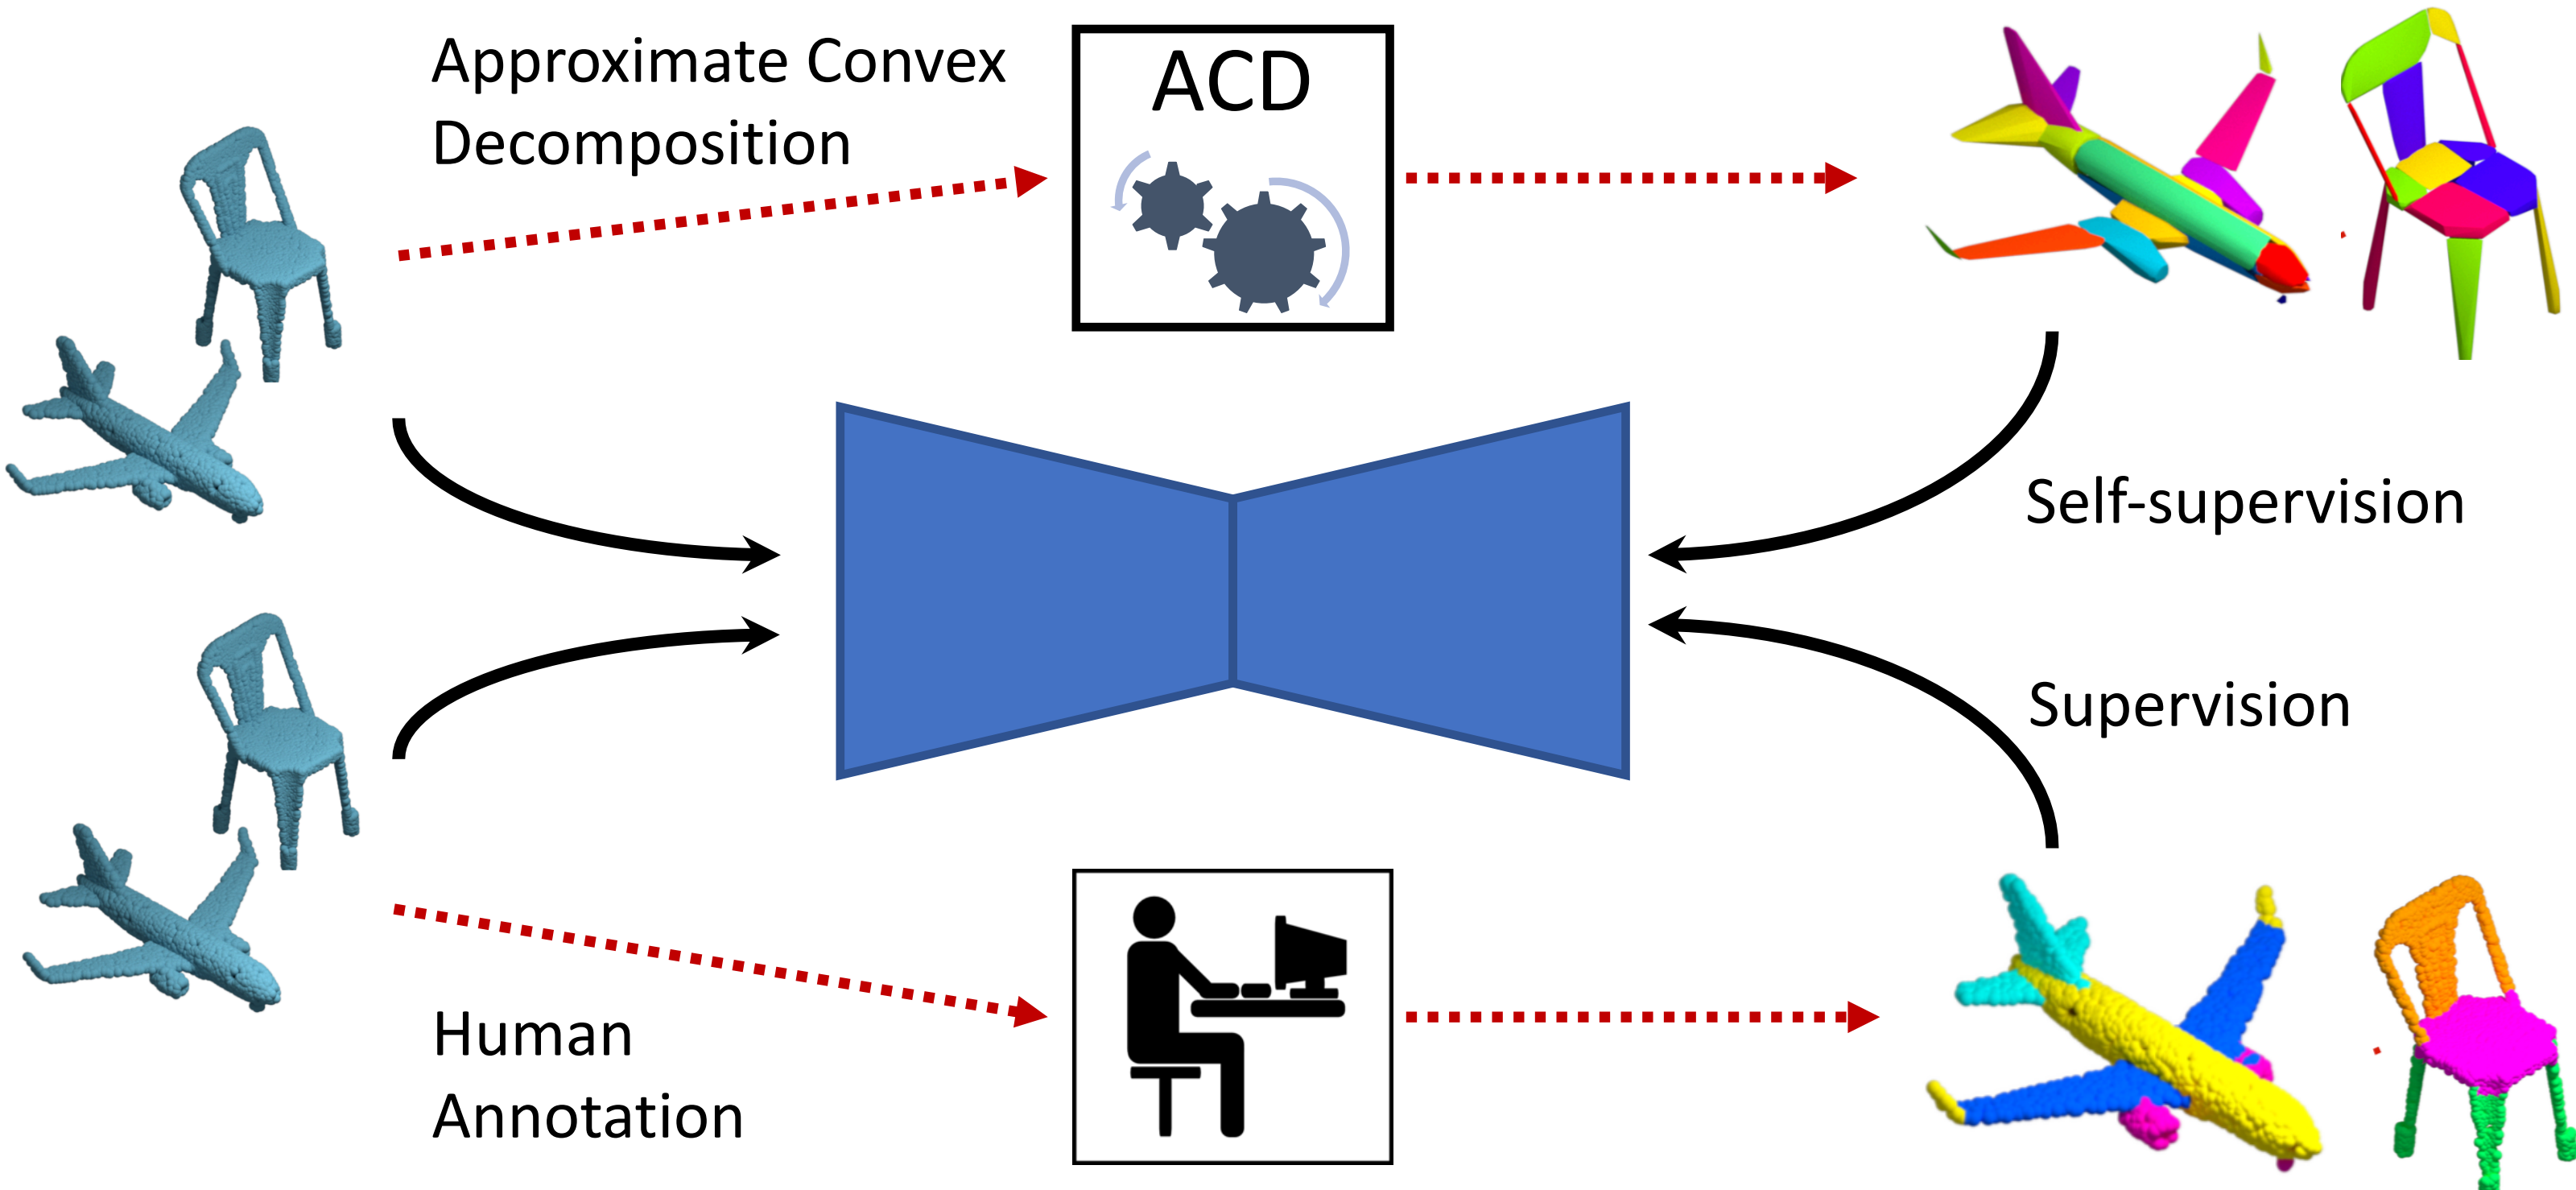 Approximate Convex
Decomposition
ACD
Self-supervision
Supervision
Human
Annotation